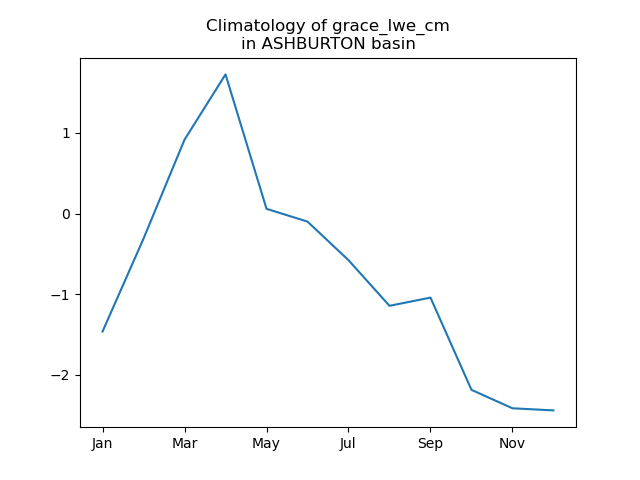 Climatology of grace_lwe_cm
in ASHBURTON basin
1
0
−1
−2
Jan Mar May Jul Sep Nov